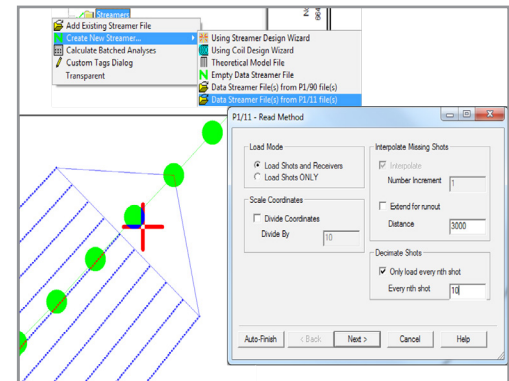 Streamers
No
664
Add Existing Streamer File
Create New Streamer...
Calculate Batched Analyses
Custom Tags Dialog
Transparent
Using Streamer Design Wizard
Using Coil Design Wizard
Theoretical Model File
Empty Data Streamer File
Data Streamer File(s) from P1/90 file(s)
Data Streamer File(s) from P1/11 file(s)
P1/11 - Read Method
Load Mode
Load Shots and Receivers
Load Shots ONLY
Scale Coordinates
Divide Coordinates
Divide By 10
Interpolate Missing Shots
Interpolate
Number Increment 1
Extend for runout
Distance 3000
Decimate Shots
Only load every nth shot
Every nth shot 10
Auto-Finish < Back Next > Cancel Help